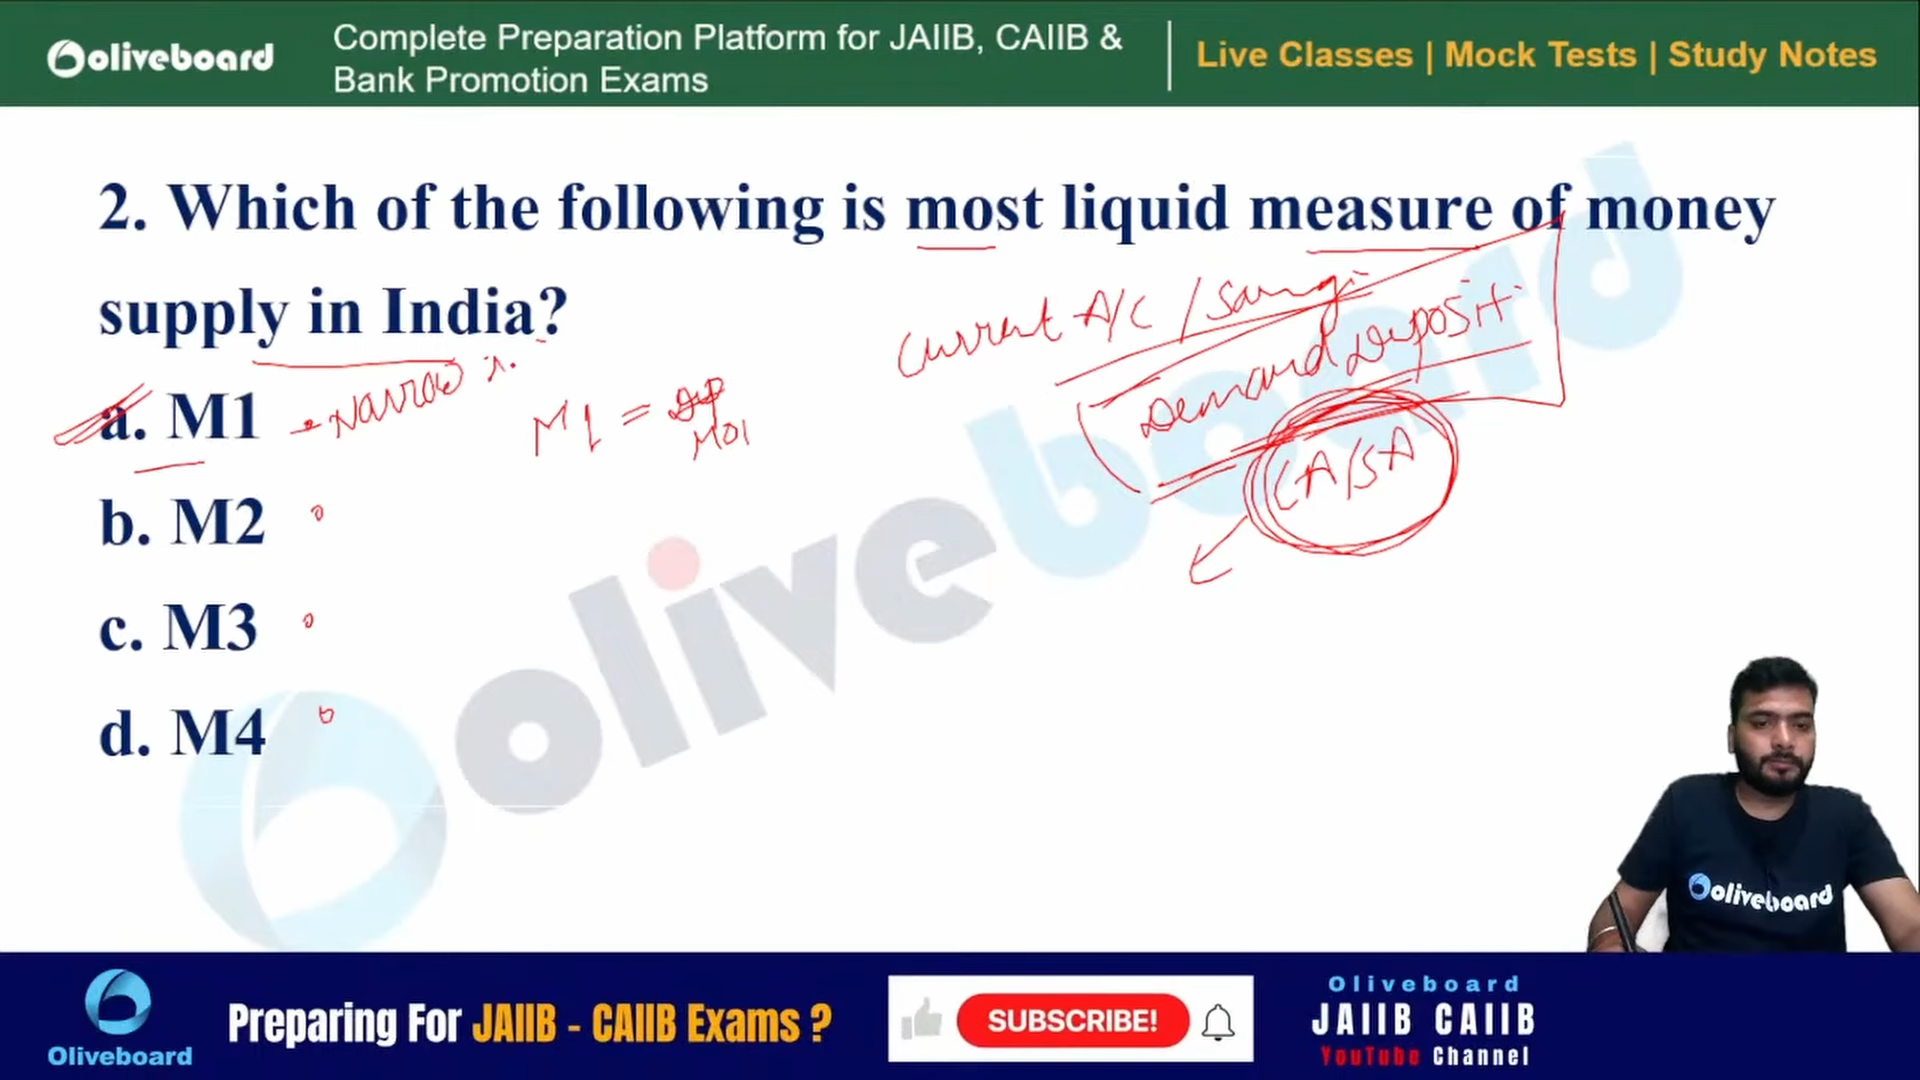 oliveboard
Complete Preparation Platform for JAIIB, CAIIB &
Bank Promotion Exams
Live Classes | Mock Tests | Study Notes
2. Which of the following is most liquid measure of money
supply in India?
Current A/C /
Demand Deposit
CA/SA
a. M1
Narrow
M1 =
b. M2
c. M3
d. M4
oliveboard
oliveboard
Oliveboard
Preparing For JAIIB - CAIIB Exams ?
SUBSCRIBE!
Oliveboard
JAIIB CAIIB
YouTube Channel